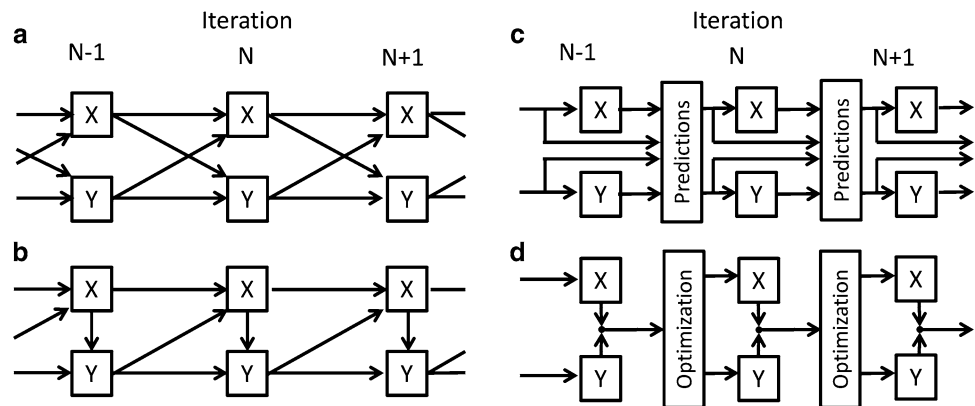 a
Iteration
N-1
N
N+1
X
X
X
Y
Y
Y
b
X
X
X
Y
Y
Y
c
Iteration
N-1
N
N+1
X
Predictions
X
Predictions
X
Y
Y
Y
d
X
Optimization
X
Optimization
X
Y
Y
Y